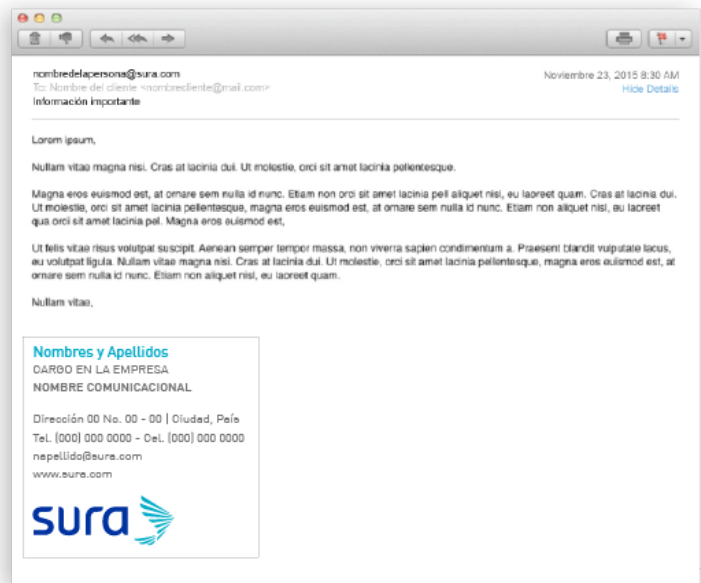 nombredelapersona@sura.com
Noviembre 23, 2015 8:30 AM
To: Nombre del cliente <nombrecliente@mail.com>
Hide Details
Información importante
Lorem ipsum,
Nullam vitae magna nisi. Cras at lacinia dui. Ut molestie, orci sit amet lacinia pellentesque.
Magna eros euismod est, at ornare sem nulla id nunc. Etiam non orci sit amet lacinia pell aliquet nisl, eu laoreet quam. Cras at lacinia dui.
Ut molestie, orci sit amet lacinia pellentesque, magna eros euismod est, at ornare sem nulla id nunc. Etiam non aliquet nisl, eu laoreet
qua orci sit amet lacinia pel. Magna eros euismod est,
Ut felis vitae risus volutpat suscipit. Aenean semper tempor massa, non viverra sapien condimentum a. Praesent blandit vulputate lacus,
eu volutpat ligula. Nullam vitae magna nisi. Cras at lacinia dui. Ut molestie, orci sit amet lacinia pellentesque, magna eros euismod est, at
ornare sem nulla id nunc. Etiam non aliquet nisl, eu laoreet quam.
Nullam vitae,
Nombres y Apellidos
CARGO EN LA EMPRESA
NOMBRE COMUNICACIONAL
Dirección 00 No. 00 - 00 | Ciudad, País
Tel. (000) 000 0000 - Cel. (000) 000 0000
napellido@sura.com
www.sura.com
sura